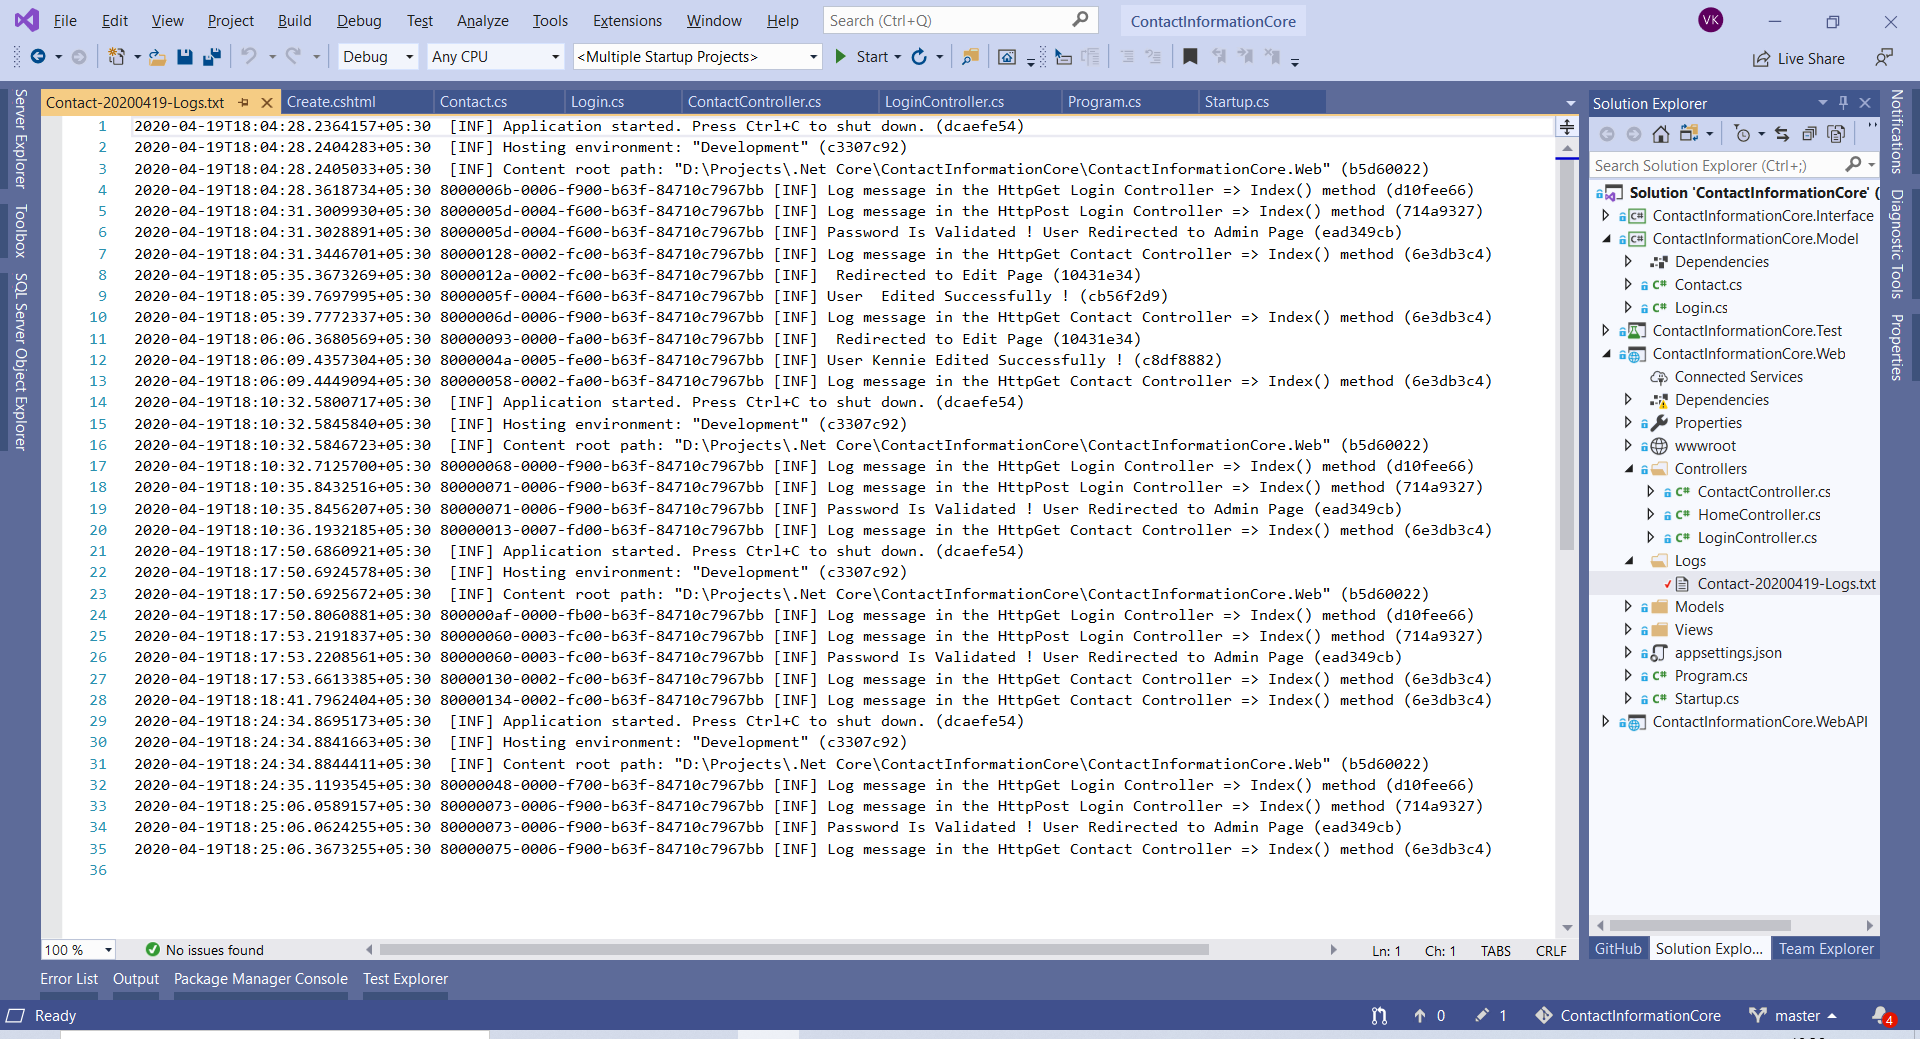 File Edit View Project Build Debug Test Analyze Tools Extensions Window Help Search (Ctrl+Q) ContactInformationCore VK
Debug Any CPU <Multiple Startup Projects> Start Live Share
Contact-20200419-Logs.txt Create.cshtml Contact.cs Login.cs ContactController.cs LoginController.cs Program.cs Startup.cs
Server Explorer
Toolbox
SQL Server Object Explorer
1 2020-04-19T18:04:28.2364157+05:30  [INF] Application started. Press Ctrl+C to shut down. (dcaefe54)
2 2020-04-19T18:04:28.2404283+05:30  [INF] Hosting environment: "Development" (c3307c92)
3 2020-04-19T18:04:28.2405033+05:30  [INF] Content root path: "D:\Projects\.Net Core\ContactInformationCore\ContactInformationCore.Web" (b5d60022)
4 2020-04-19T18:04:28.3618734+05:30 8000006b-0006-f900-b63f-84710c7967bb [INF] Log message in the HttpGet Login Controller => Index() method (d10fee66)
5 2020-04-19T18:04:31.3009930+05:30 8000005d-0004-f600-b63f-84710c7967bb [INF] Log message in the HttpPost Login Controller => Index() method (714a9327)
6 2020-04-19T18:04:31.3028891+05:30 8000005d-0004-f600-b63f-84710c7967bb [INF] Password Is Validated ! User Redirected to Admin Page (ead349cb)
7 2020-04-19T18:04:31.3446701+05:30 80000128-0002-fc00-b63f-84710c7967bb [INF] Log message in the HttpGet Contact Controller => Index() method (6e3db3c4)
8 2020-04-19T18:05:35.3673269+05:30 8000012a-0002-fc00-b63f-84710c7967bb [INF]  Redirected to Edit Page (10431e34)
9 2020-04-19T18:05:39.7697995+05:30 8000005f-0004-f600-b63f-84710c7967bb [INF] User  Edited Successfully ! (cb56f2d9)
10 2020-04-19T18:05:39.7772337+05:30 8000006d-0006-f900-b63f-84710c7967bb [INF] Log message in the HttpGet Contact Controller => Index() method (6e3db3c4)
11 2020-04-19T18:06:06.3680569+05:30 80000093-0000-fa00-b63f-84710c7967bb [INF]  Redirected to Edit Page (10431e34)
12 2020-04-19T18:06:09.4357304+05:30 8000004a-0005-fe00-b63f-84710c7967bb [INF] User Kennie Edited Successfully ! (c8df8882)
13 2020-04-19T18:06:09.4449094+05:30 80000058-0002-fa00-b63f-84710c7967bb [INF] Log message in the HttpGet Contact Controller => Index() method (6e3db3c4)
14 2020-04-19T18:10:32.5800717+05:30  [INF] Application started. Press Ctrl+C to shut down. (dcaefe54)
15 2020-04-19T18:10:32.5845840+05:30  [INF] Hosting environment: "Development" (c3307c92)
16 2020-04-19T18:10:32.5846723+05:30  [INF] Content root path: "D:\Projects\.Net Core\ContactInformationCore\ContactInformationCore.Web" (b5d60022)
17 2020-04-19T18:10:32.7125700+05:30 80000068-0000-f900-b63f-84710c7967bb [INF] Log message in the HttpGet Login Controller => Index() method (d10fee66)
18 2020-04-19T18:10:35.8432516+05:30 80000071-0006-f900-b63f-84710c7967bb [INF] Log message in the HttpPost Login Controller => Index() method (714a9327)
19 2020-04-19T18:10:35.8456207+05:30 80000071-0006-f900-b63f-84710c7967bb [INF] Password Is Validated ! User Redirected to Admin Page (ead349cb)
20 2020-04-19T18:10:36.1932185+05:30 80000013-0007-fd00-b63f-84710c7967bb [INF] Log message in the HttpGet Contact Controller => Index() method (6e3db3c4)
21 2020-04-19T18:17:50.6860921+05:30  [INF] Application started. Press Ctrl+C to shut down. (dcaefe54)
22 2020-04-19T18:17:50.6924578+05:30  [INF] Hosting environment: "Development" (c3307c92)
23 2020-04-19T18:17:50.6925672+05:30  [INF] Content root path: "D:\Projects\.Net Core\ContactInformationCore\ContactInformationCore.Web" (b5d60022)
24 2020-04-19T18:17:50.8060881+05:30 800000af-0000-fb00-b63f-84710c7967bb [INF] Log message in the HttpGet Login Controller => Index() method (d10fee66)
25 2020-04-19T18:17:53.2191837+05:30 80000060-0003-fc00-b63f-84710c7967bb [INF] Log message in the HttpPost Login Controller => Index() method (714a9327)
26 2020-04-19T18:17:53.2208561+05:30 80000060-0003-fc00-b63f-84710c7967bb [INF] Password Is Validated ! User Redirected to Admin Page (ead349cb)
27 2020-04-19T18:17:53.6613385+05:30 80000130-0002-fc00-b63f-84710c7967bb [INF] Log message in the HttpGet Contact Controller => Index() method (6e3db3c4)
28 2020-04-19T18:18:41.7962404+05:30 80000134-0002-fc00-b63f-84710c7967bb [INF] Log message in the HttpGet Contact Controller => Index() method (6e3db3c4)
29 2020-04-19T18:24:34.8695173+05:30  [INF] Application started. Press Ctrl+C to shut down. (dcaefe54)
30 2020-04-19T18:24:34.8841663+05:30  [INF] Hosting environment: "Development" (c3307c92)
31 2020-04-19T18:24:34.8844411+05:30  [INF] Content root path: "D:\Projects\.Net Core\ContactInformationCore\ContactInformationCore.Web" (b5d60022)
32 2020-04-19T18:24:35.1193545+05:30 80000048-0000-f700-b63f-84710c7967bb [INF] Log message in the HttpGet Login Controller => Index() method (d10fee66)
33 2020-04-19T18:25:06.0589157+05:30 80000073-0006-f900-b63f-84710c7967bb [INF] Log message in the HttpPost Login Controller => Index() method (714a9327)
34 2020-04-19T18:25:06.0624255+05:30 80000073-0006-f900-b63f-84710c7967bb [INF] Password Is Validated ! User Redirected to Admin Page (ead349cb)
35 2020-04-19T18:25:06.3673255+05:30 80000075-0006-f900-b63f-84710c7967bb [INF] Log message in the HttpGet Contact Controller => Index() method (6e3db3c4)
36
100 % No issues found Ln: 1 Ch: 1 TABS CRLF
Solution Explorer
Search Solution Explorer (Ctrl+;)
Solution 'ContactInformationCore' (
C# ContactInformationCore.Interface
C# ContactInformationCore.Model
Dependencies
C# Contact.cs
C# Login.cs
ContactInformationCore.Test
ContactInformationCore.Web
Connected Services
Dependencies
Properties
wwwroot
Controllers
C# ContactController.cs
C# HomeController.cs
C# LoginController.cs
Logs
Contact-20200419-Logs.txt
Models
Views
appsettings.json
C# Program.cs
C# Startup.cs
ContactInformationCore.WebAPI
GitHub Solution Explo... Team Explorer
Notifications
Diagnostic Tools
Properties
Error List Output Package Manager Console Test Explorer
Ready 0 1 ContactInformationCore master 4